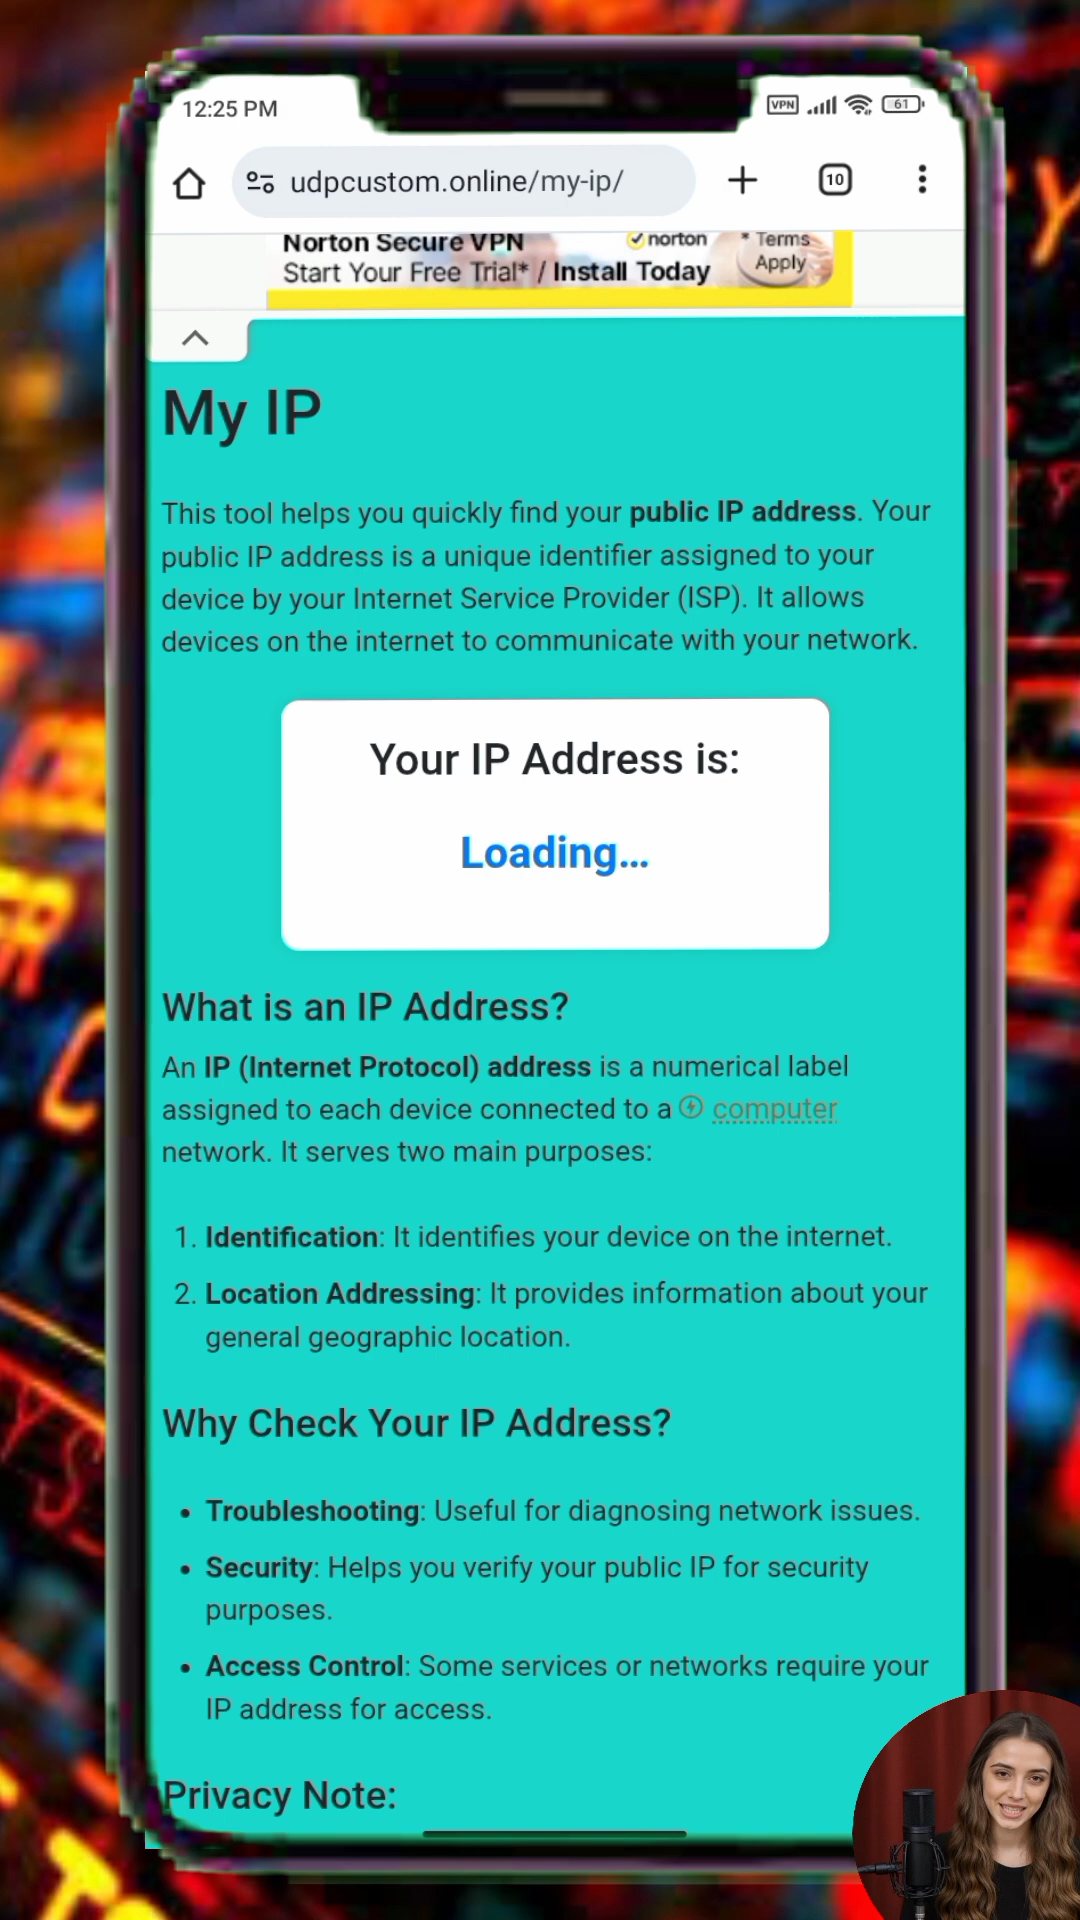 12:25 PM
VPN
61
udpcustom.online/my-ip/
10
Norton Secure VPN
norton
* Terms
Apply
Start Your Free Trial* / Install Today
My IP
This tool helps you quickly find your public IP address. Your
public IP address is a unique identifier assigned to your
device by your Internet Service Provider (ISP). It allows
devices on the internet to communicate with your network.
Your IP Address is:
Loading...
What is an IP Address?
An IP (Internet Protocol) address is a numerical label
assigned to each device connected to a computer
network. It serves two main purposes:
1. Identification: It identifies your device on the internet.
2. Location Addressing: It provides information about your
general geographic location.
Why Check Your IP Address?
• Troubleshooting: Useful for diagnosing network issues.
• Security: Helps you verify your public IP for security
purposes.
• Access Control: Some services or networks require your
IP address for access.
Privacy Note: